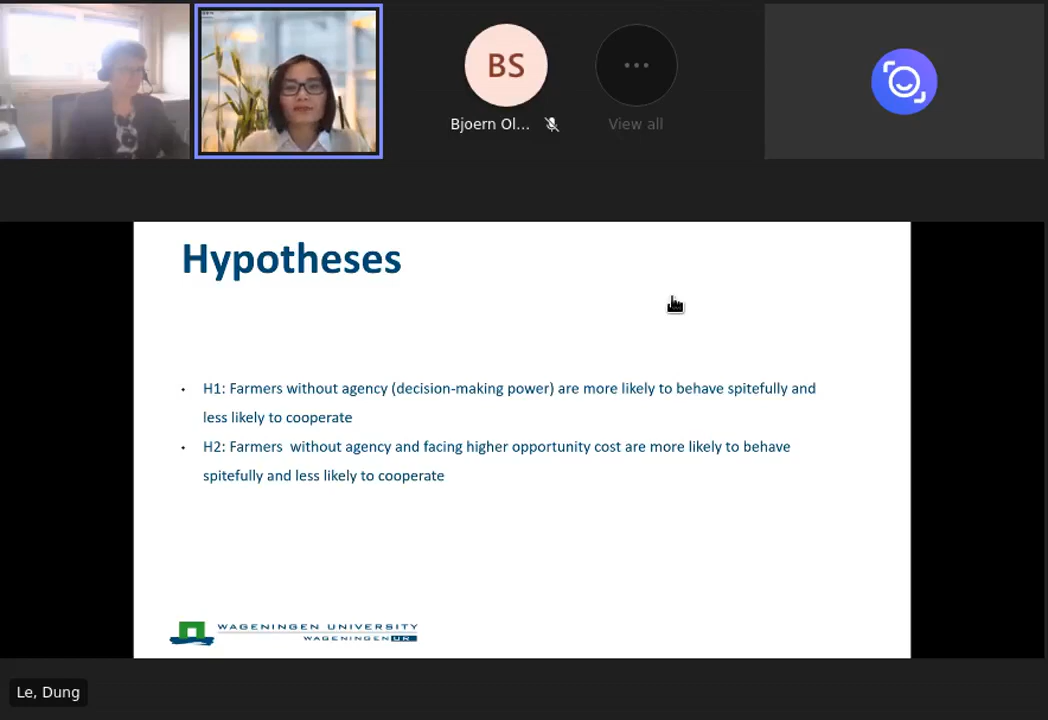 BS
Bjoern Ol...
View all
Hypotheses
• H1: Farmers without agency (decision-making power) are more likely to behave spitefully and
less likely to cooperate
• H2: Farmers  without agency and facing higher opportunity cost are more likely to behave
spitefully and less likely to cooperate
WAGENINGEN UNIVERSITY
WAGENINGEN UR
Le, Dung